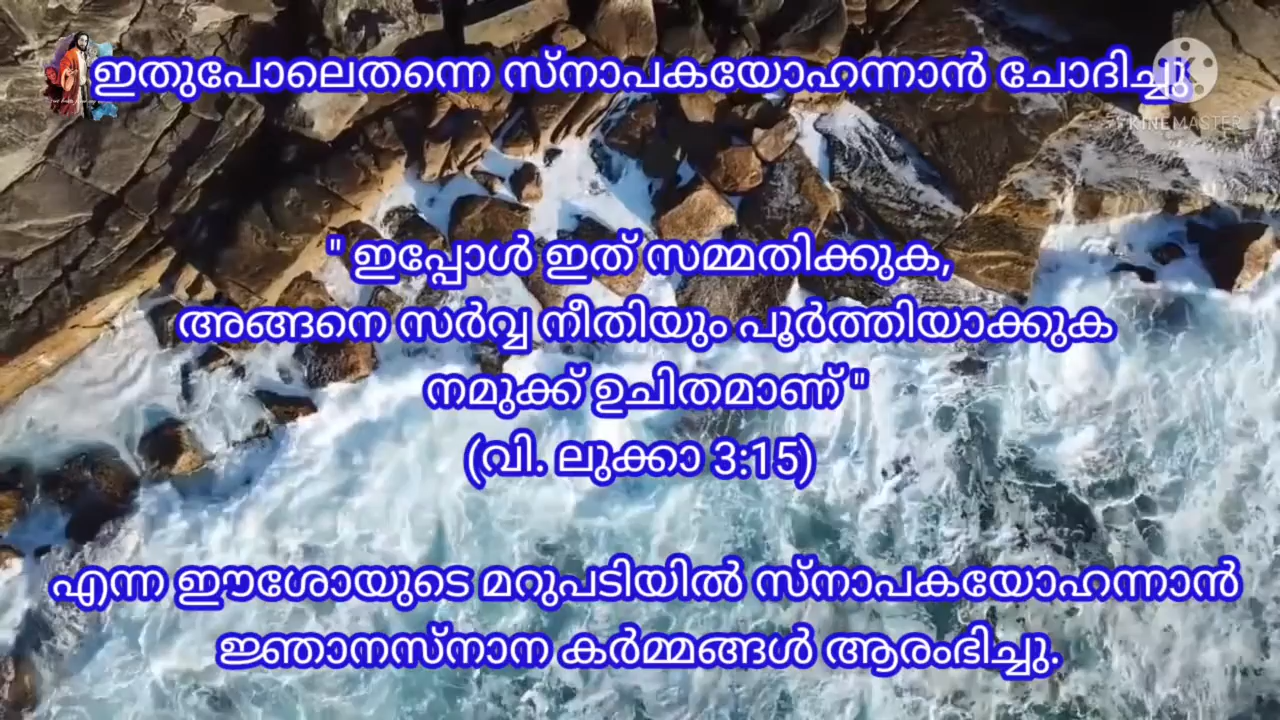 ഇതുപോലെതന്നെ സ്നാപകയോഹന്നാൻ ചോദിച്ചു
KINEMASTER
" ഇപ്പോൾ ഇത് സമ്മതിക്കുക,
അങ്ങനെ സർവ്വ നീതിയും പൂർത്തിയാക്കുക
നമുക്ക് ഉചിതമാണ് "
(വി. ലുക്കാ 3:15)
എന്ന ഈശോയുടെ മറുപടിയിൽ സ്നാപകയോഹന്നാൻ
ജ്ഞാനസ്നാന കർമ്മങ്ങൾ ആരംഭിച്ചു.